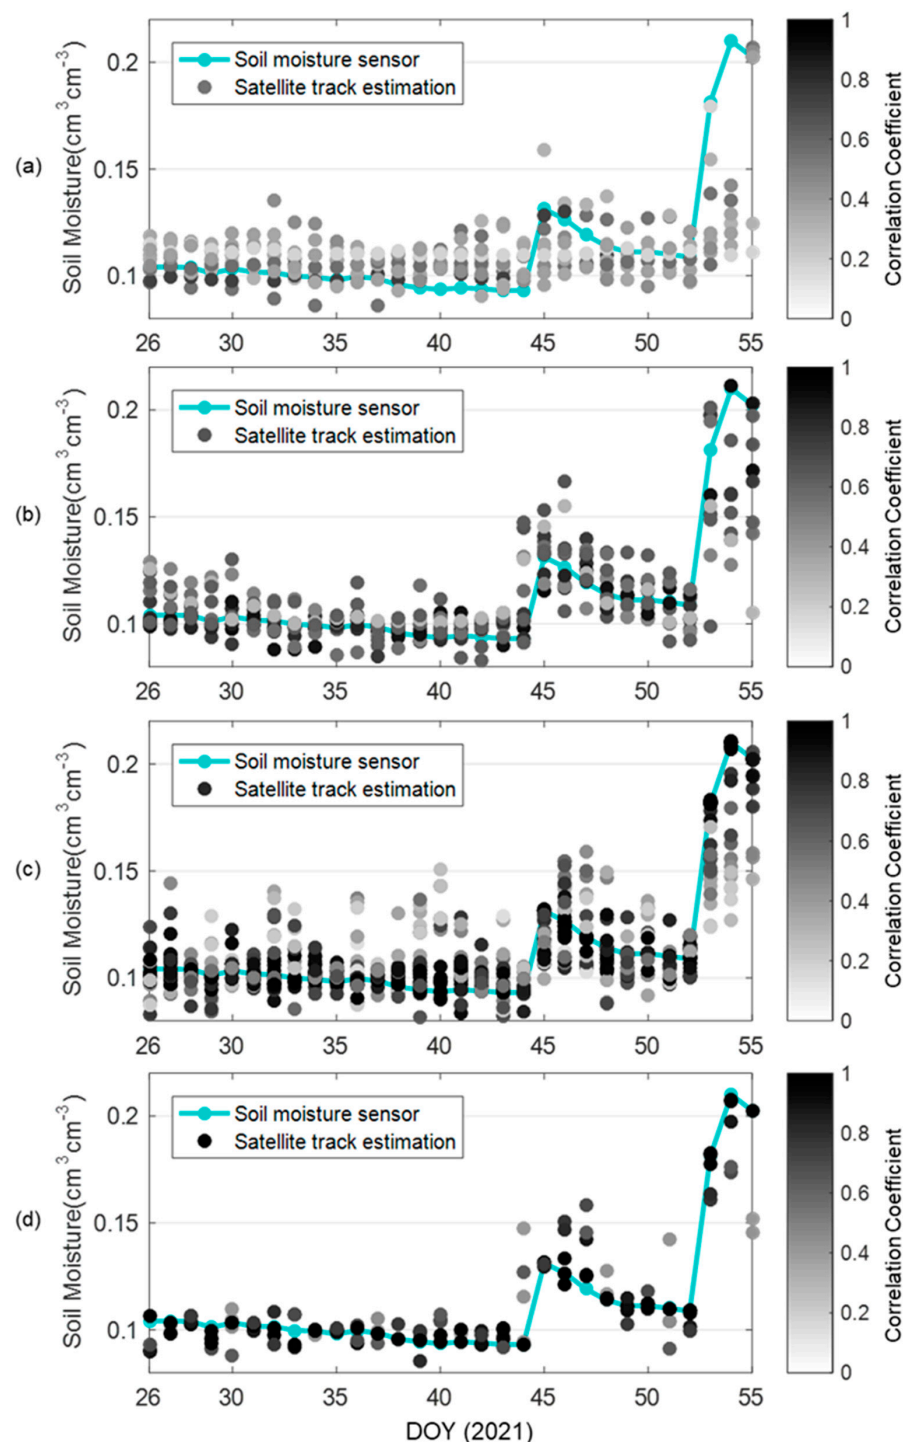 (a)
Soil Moisture(cm³cm⁻³)
0.2
0.15
0.1
Soil moisture sensor
Satellite track estimation
26 30 35 40 45 50 55
1
0.8
0.6
0.4
0.2
0
Correlation Coefficient
(b)
Soil Moisture(cm³cm⁻³)
0.2
0.15
0.1
Soil moisture sensor
Satellite track estimation
26 30 35 40 45 50 55
1
0.8
0.6
0.4
0.2
0
Correlation Coefficient
(c)
Soil Moisture(cm³cm⁻³)
0.2
0.15
0.1
Soil moisture sensor
Satellite track estimation
26 30 35 40 45 50 55
1
0.8
0.6
0.4
0.2
0
Correlation Coefficient
(d)
Soil Moisture(cm³cm⁻³)
0.2
0.15
0.1
Soil moisture sensor
Satellite track estimation
26 30 35 40 45 50 55
1
0.8
0.6
0.4
0.2
0
Correlation Coefficient
DOY (2021)